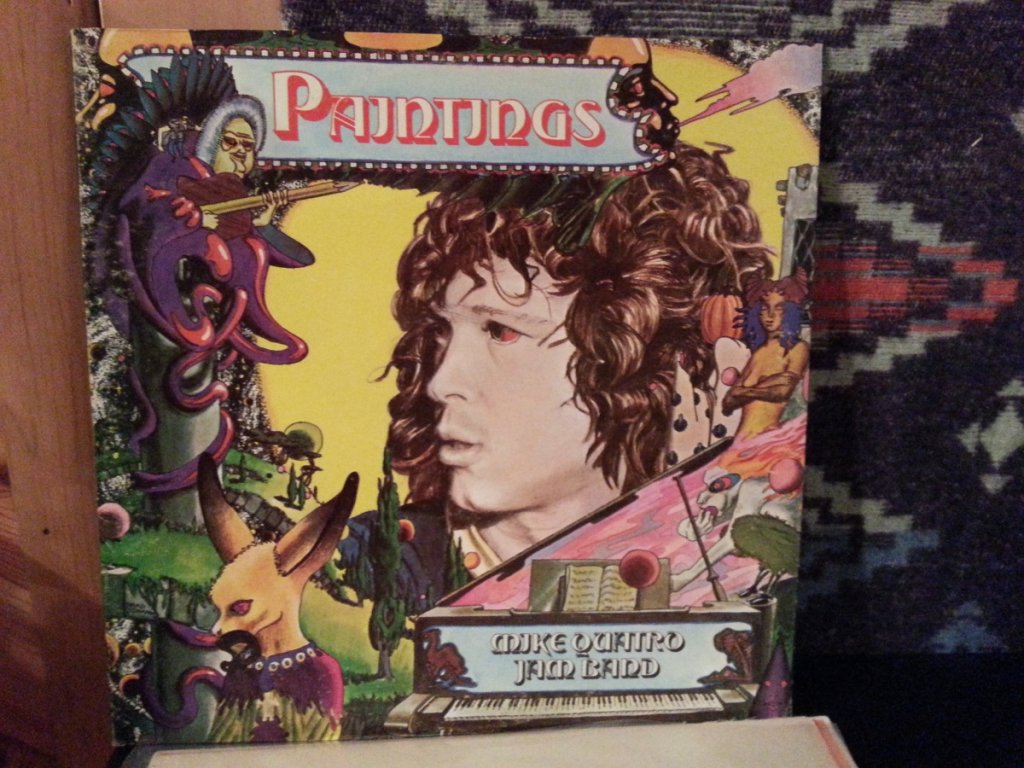 PAINTINGS
MIKE QUATRO
JAM BAND